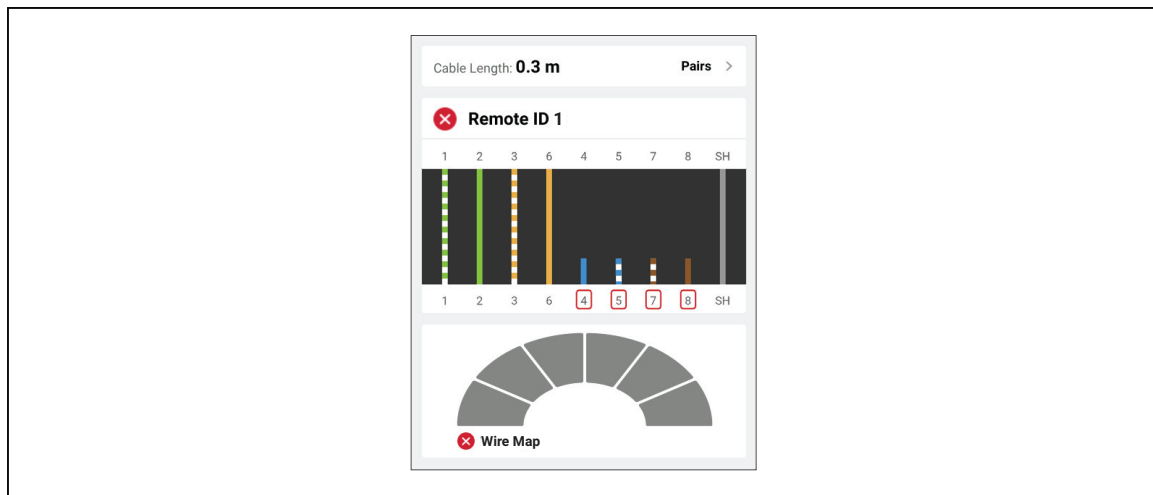 Cable Length: 0.3 m Pairs >
Remote ID 1
1 2 3 6 4 5 7 8 SH
1 2 3 6 4 5 7 8 SH
Wire Map